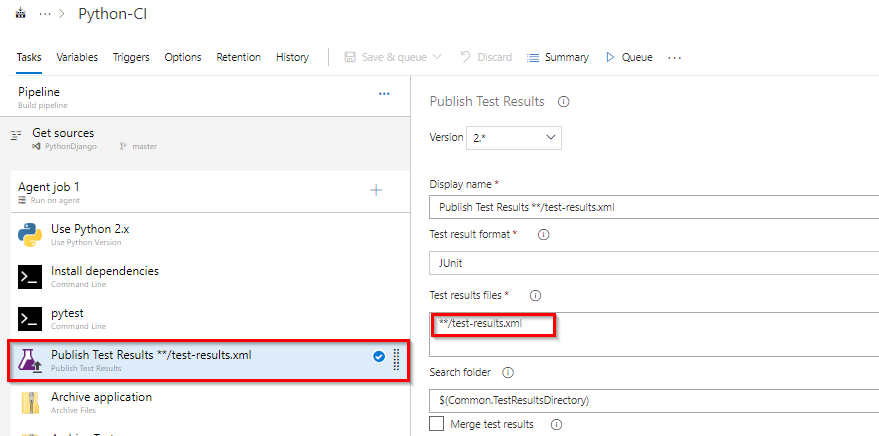 ··· > Python-CI
Tasks Variables Triggers Options Retention History Save & queue Discard Summary Queue ···
Pipeline ···
Build pipeline
Get sources
PythonDjango master
Agent job 1 +
Run on agent
Use Python 2.x
Use Python Version
Install dependencies
Command Line
pytest
Command Line
Publish Test Results **/test-results.xml
Publish Test Results
Archive application
Archive Files
Publish Test Results
Version 2.*
Display name *
Publish Test Results **/test-results.xml
Test result format *
JUnit
Test results files *
**/test-results.xml
Search folder
$(Common.TestResultsDirectory)
Merge test results